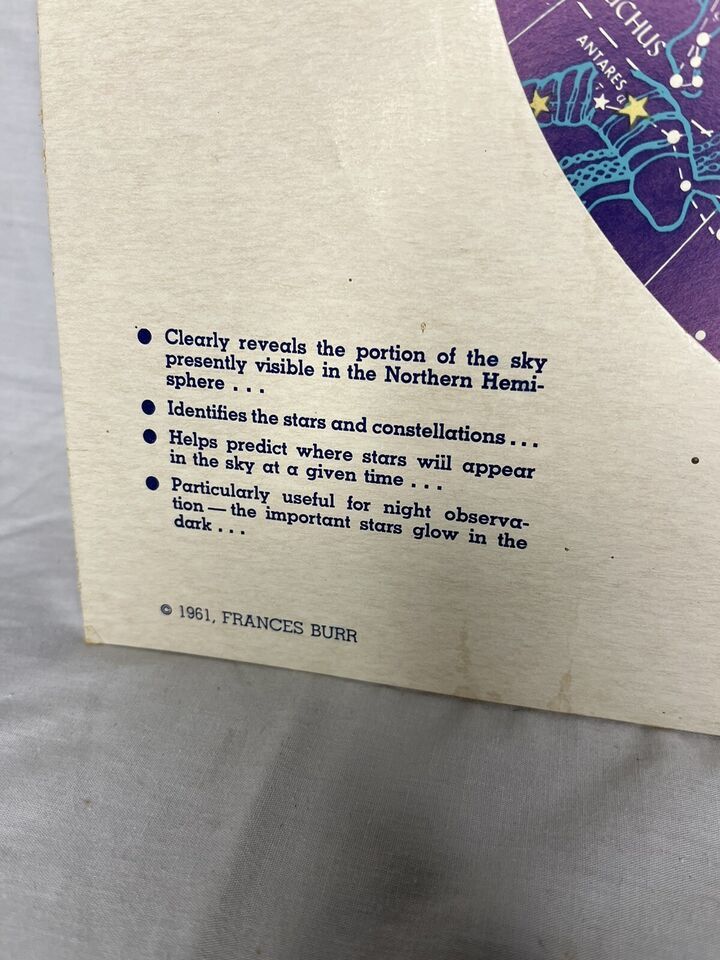 UCHUS
ANTARES
α
τ
● Clearly reveals the portion of the sky
presently visible in the Northern Hemi-
sphere . . .
● Identifies the stars and constellations . . .
● Helps predict where stars will appear
in the sky at a given time . . .
● Particularly useful for night observa-
tion — the important stars glow in the
dark . . .
© 1961, FRANCES BURR